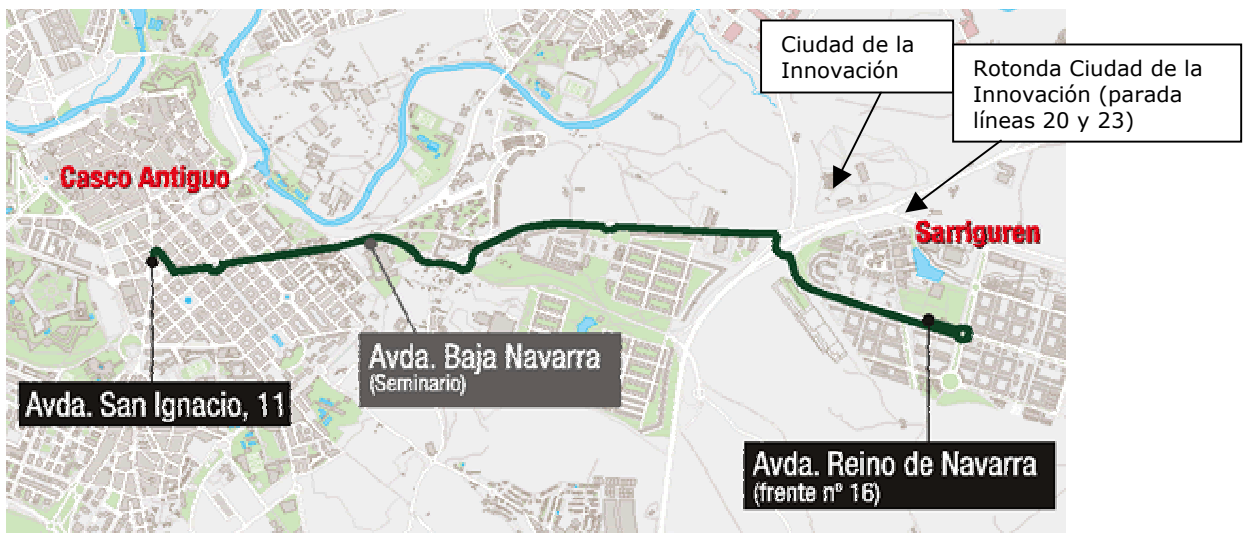 Ciudad de la
Innovación
Rotonda Ciudad de la
Innovación (parada
líneas 20 y 23)
Casco Antiguo
Sarriguren
Avda. Baja Navarra
(Seminario)
Avda. San Ignacio, 11
Avda. Reino de Navarra
(frente nº 16)